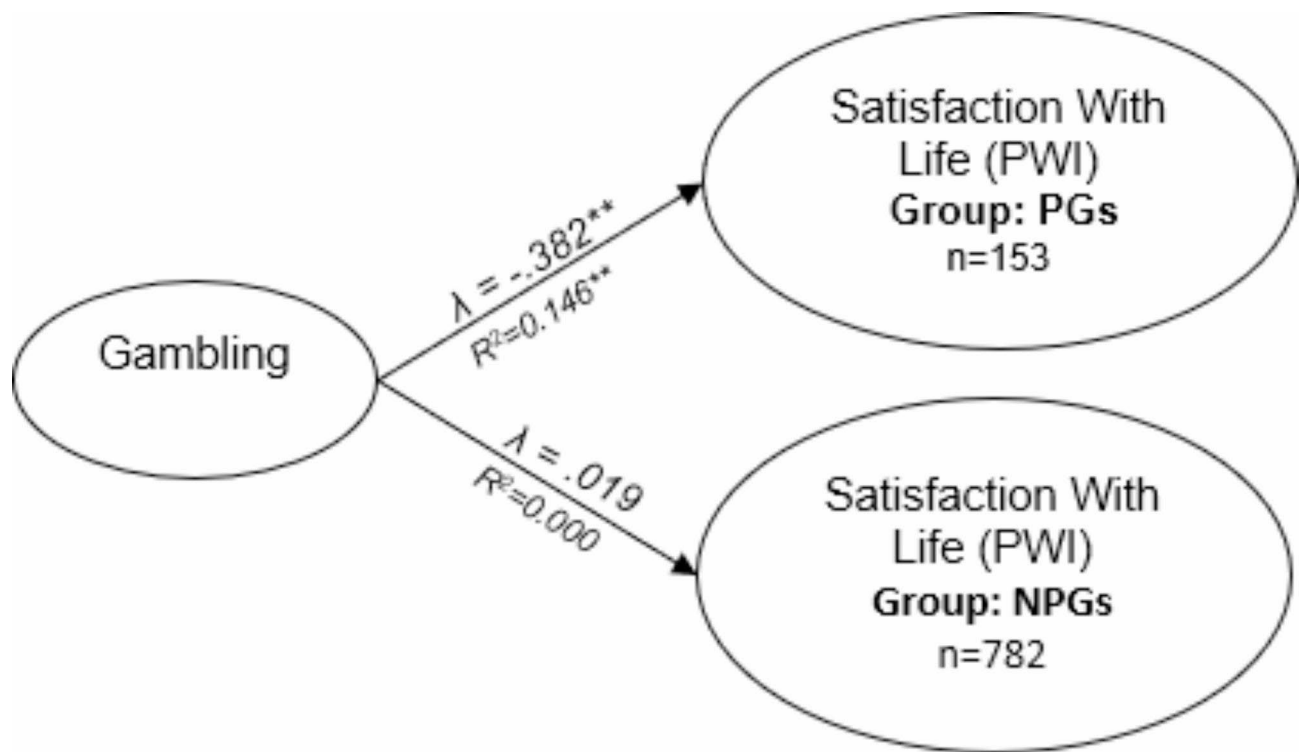 Satisfaction With
Life (PWI)
Group: PGs
n=153
λ = -.382**
R²=0.146**
Gambling
λ = .019
R²=0.000
Satisfaction With
Life (PWI)
Group: NPGs
n=782